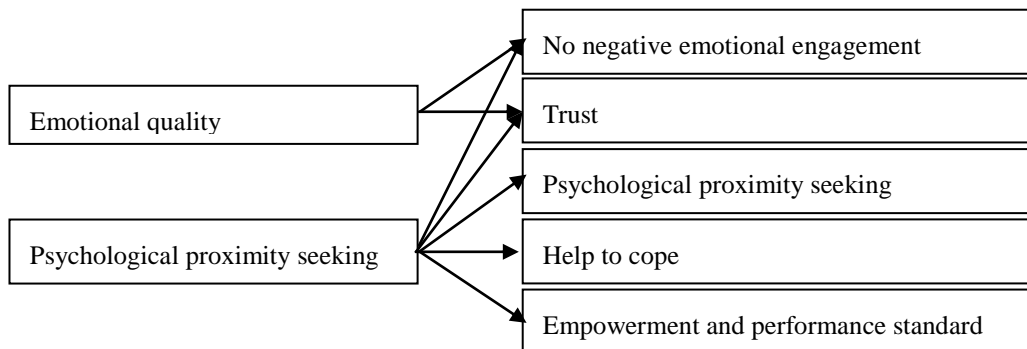 No negative emotional engagement
Emotional quality
Trust
Psychological proximity seeking
Psychological proximity seeking
Help to cope
Empowerment and performance standard